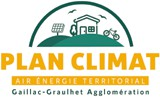 PLAN CLIMAT
AIR ÉNERGIE TERRITORIAL
Gaillac-Graulhet Agglomération